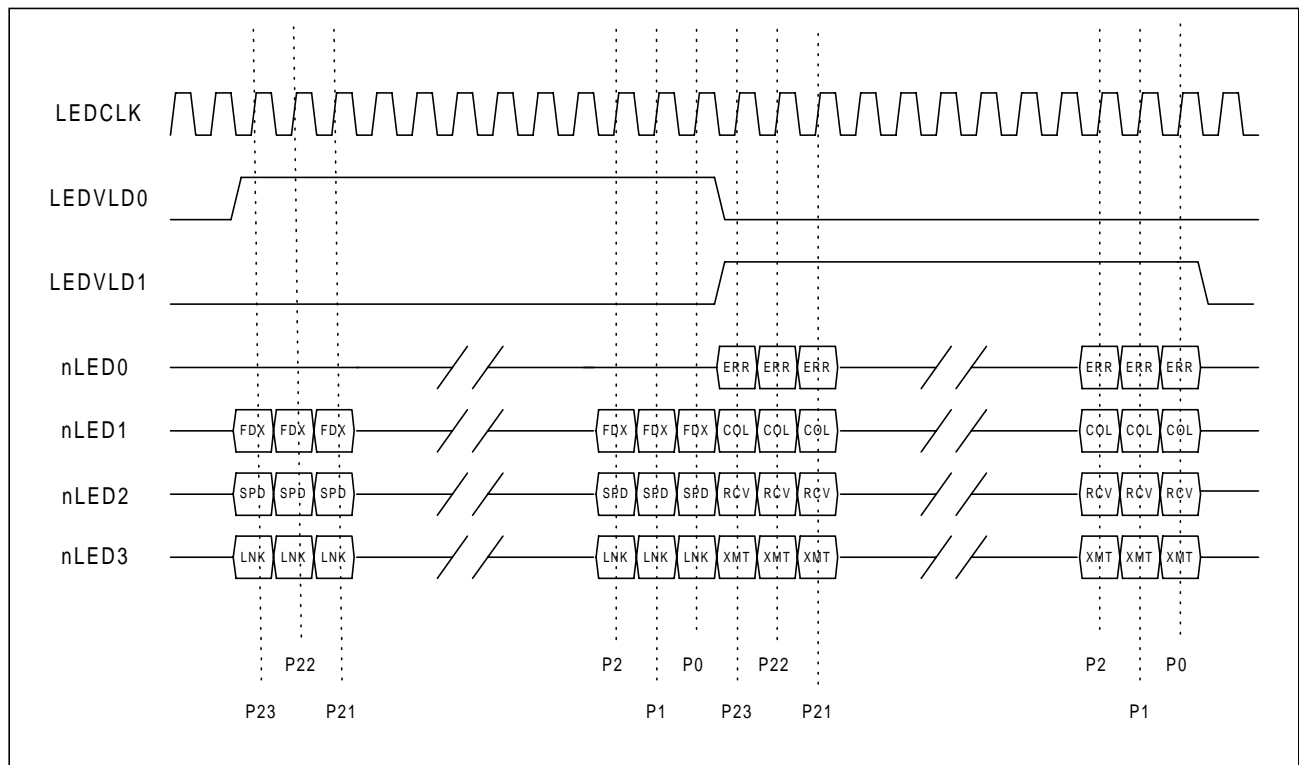 LEDCLK
LEDVLD0
LEDVLD1
nLED0
ERR ERR ERR ERR ERR ERR
nLED1
FDX FDX FDX FDX FDX FDX COL COL COL COL COL COL
nLED2
SPD SPD SPD SPD SPD SPD RCV RCV RCV RCV RCV RCV
nLED3
LNK LNK LNK LNK LNK LNK XMT XMT XMT XMT XMT XMT
P22 P2 P0 P22 P2 P0
P23 P21 P1 P23 P21 P1